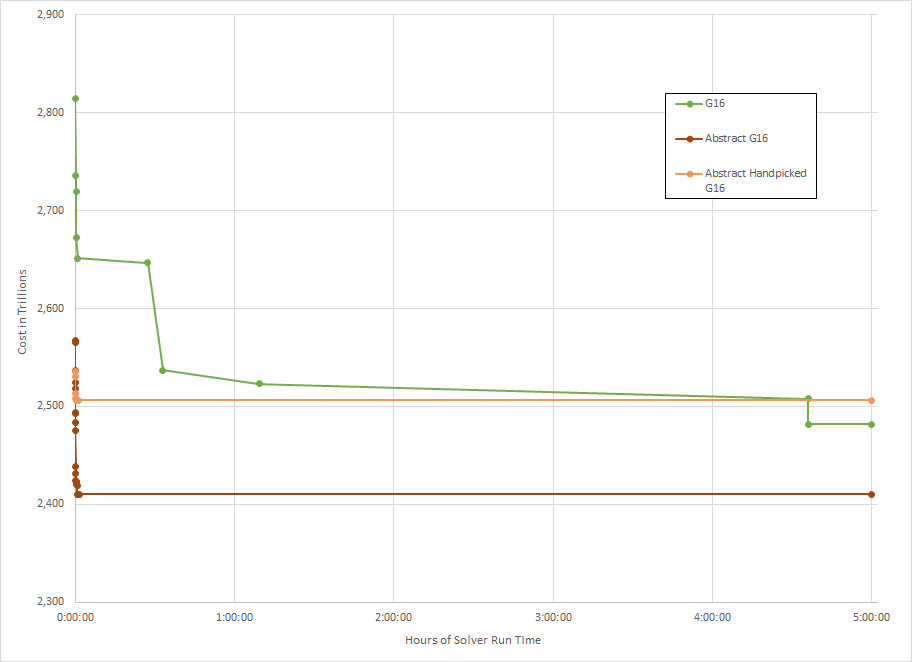 2,900
2,800
2,700
2,600
2,500
2,400
2,300
Cost in Trillions
G16
Abstract G16
Abstract Handpicked
G16
0:00:00 1:00:00 2:00:00 3:00:00 4:00:00 5:00:00
Hours of Solver Run TIme